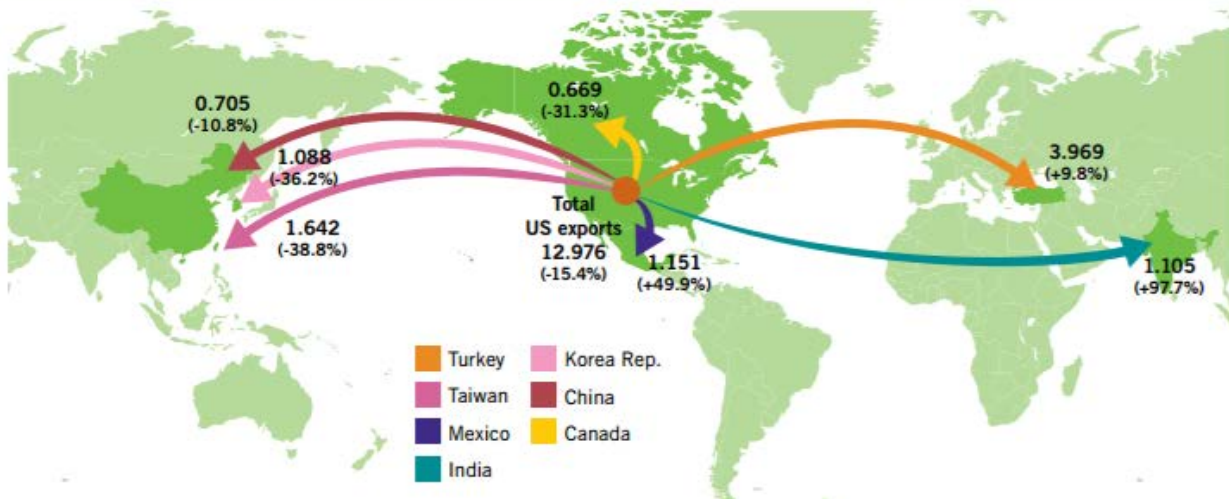 0.705
(-10.8%)
1.088
(-36.2%)
1.642
(-38.8%)
0.669
(-31.3%)
Total
US exports
12.976
(-15.4%)
1.151
(+49.9%)
3.969
(+9.8%)
1.105
(+97.7%)
Turkey
Korea Rep.
Taiwan
China
Mexico
Canada
India